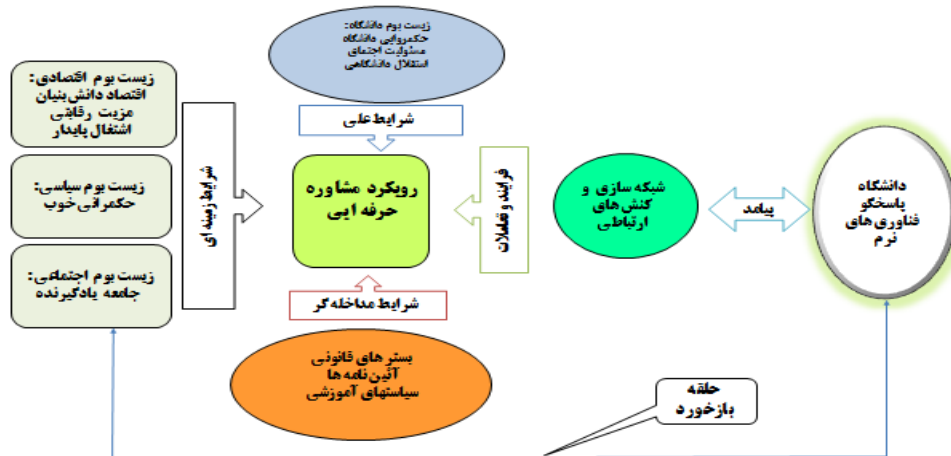 زیست بوم دانشگاه:
حکمروایی دانشگاه
مسئولیت اجتماعی
استقلال دانشگاهی
شرایط علی
زیست بوم اقتصادی:
اقتصاد دانش‌بنیان
مزیت رقابتی
اشتغال پایدار
زیست بوم سیاسی:
حکمرانی خوب
زیست بوم اجتماعی:
جامعه یادگیرنده
شرایط زمینه ای
رویکرد مشاوره
حرفه ایی
فرایند و تعاملات
شبکه سازی و
کنش‌های
ارتباطی
پیامد
دانشگاه
پاسخگو
فناوری‌های
نرم
شرایط مداخله گر
بستر های قانونی
آئین‌نامه ها
سیاستهای آموزشی
حلقه
بازخورد